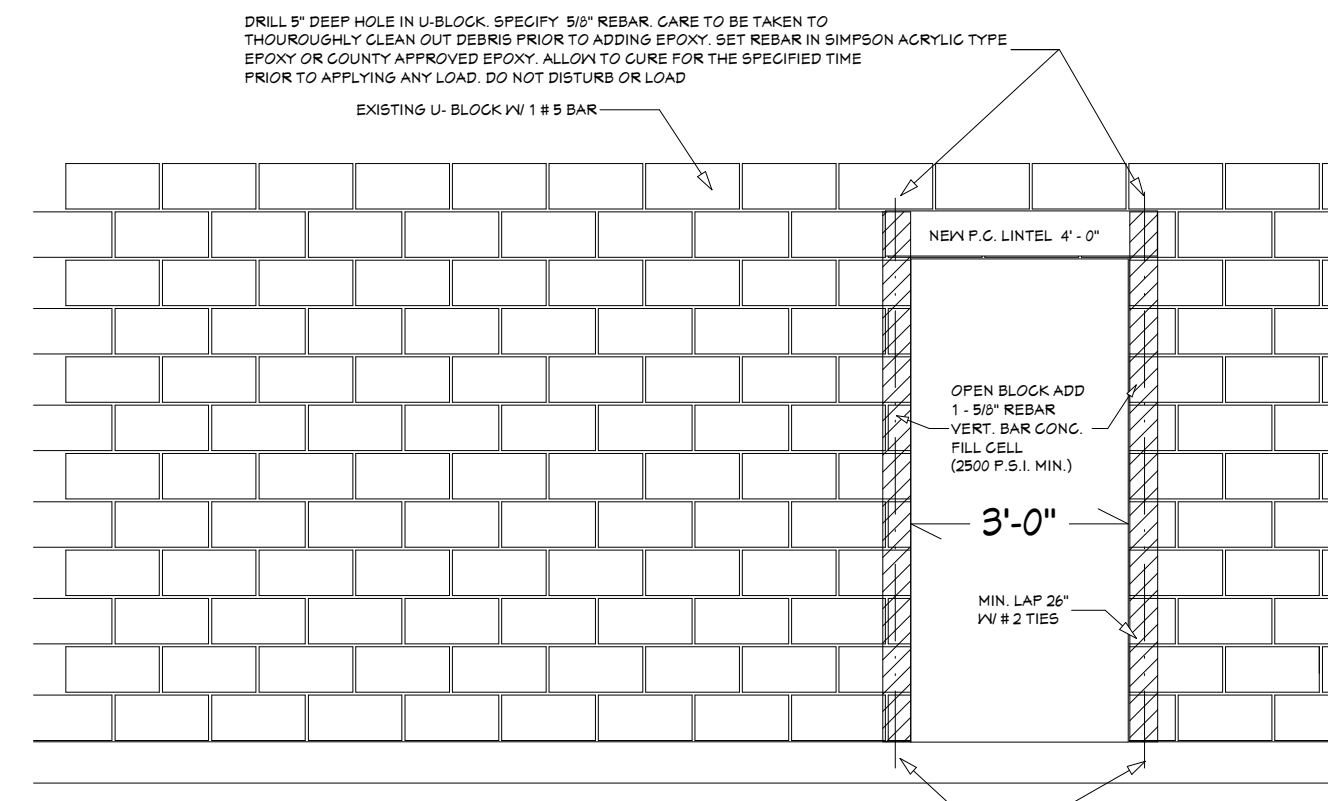 DRILL 5" DEEP HOLE IN U-BLOCK. SPECIFY 5/8" REBAR. CARE TO BE TAKEN TO
THOUROUGHLY CLEAN OUT DEBRIS PRIOR TO ADDING EPOXY. SET REBAR IN SIMPSON ACRYLIC TYPE
EPOXY OR COUNTY APPROVED EPOXY. ALLOW TO CURE FOR THE SPECIFIED TIME
PRIOR TO APPLYING ANY LOAD. DO NOT DISTURB OR LOAD
EXISTING U- BLOCK W/ 1 # 5 BAR
NEW P.C. LINTEL 4' - 0"
OPEN BLOCK ADD
1 - 5/8" REBAR
VERT. BAR CONC.
FILL CELL
(2500 P.S.I. MIN.)
3'-0"
MIN. LAP 26"
W/ # 2 TIES